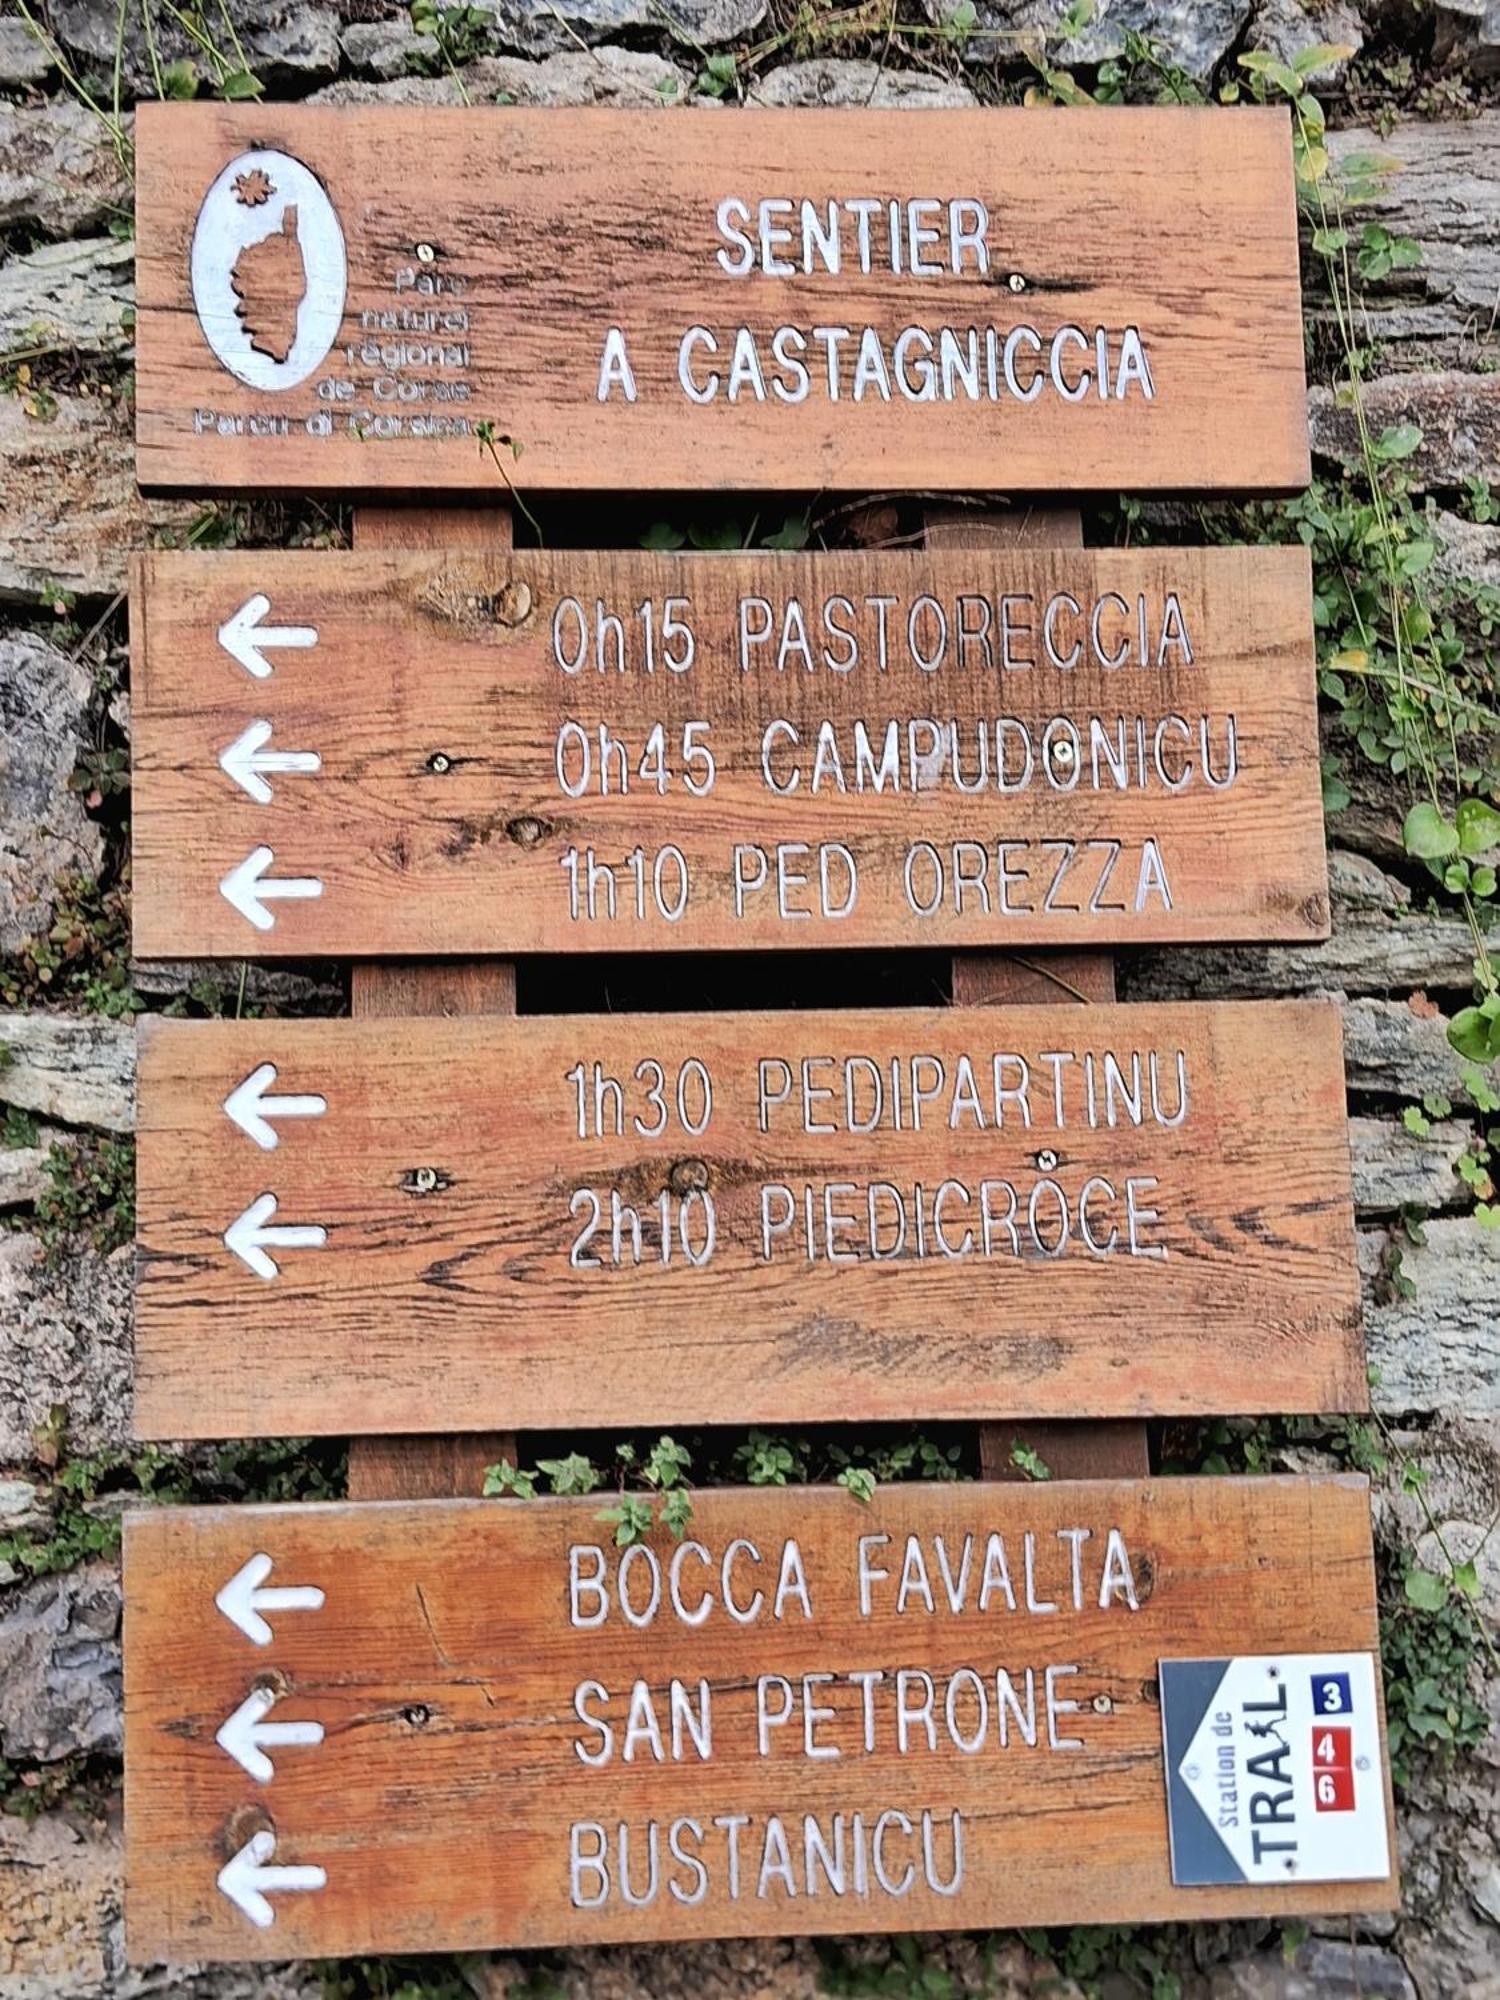 Parc
naturel
régional
de Corse
Parcu di Corsica
SENTIER
A CASTAGNICCIA
0h15 PASTORECCIA
0h45 CAMPUDONICU
1h10 PED OREZZA
1h30 PEDIPARTINU
2h10 PIEDICROCE
BOCCA FAVALTA
SAN PETRONE
BUSTANICU
Station de
TRAIL
3
4
6